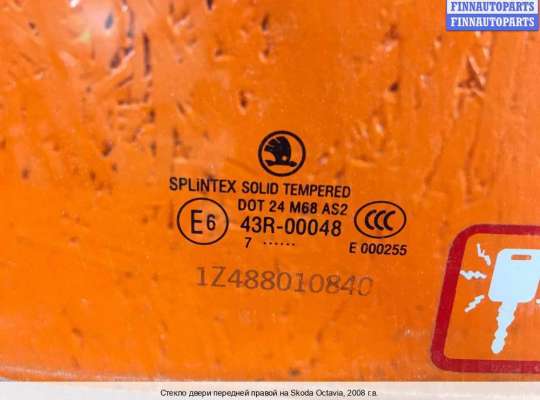 FINNAUTOPARTS
FINNAUTOPARTS
SPLiNTEX SOLID TEMPERED
DOT 24 M68 AS2
E6 43R-00048 CCC
7 ......
E 000255
1Z488010840
Стекло двери передней правой на Skoda Octavia, 2008 г.в.